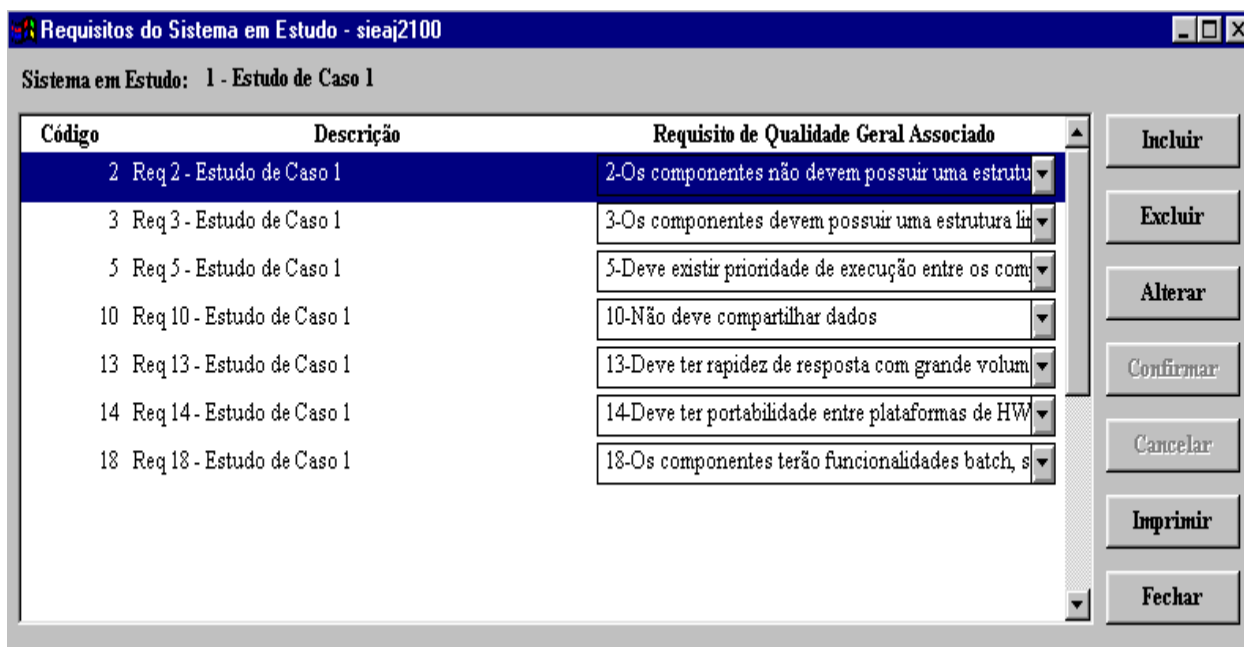 Requisitos do Sistema em Estudo - sieaj2100
Sistema em Estudo: 1 - Estudo de Caso 1
Código Descrição Requisito de Qualidade Geral Associado
2 Req 2 - Estudo de Caso 1 2-Os componentes não devem possuir uma estrutu
3 Req 3 - Estudo de Caso 1 3-Os componentes devem possuir uma estrutura lin
5 Req 5 - Estudo de Caso 1 5-Deve existir prioridade de execução entre os com
10 Req 10 - Estudo de Caso 1 10-Não deve compartilhar dados
13 Req 13 - Estudo de Caso 1 13-Deve ter rapidez de resposta com grande volum
14 Req 14 - Estudo de Caso 1 14-Deve ter portabilidade entre plataformas de HW
18 Req 18 - Estudo de Caso 1 18-Os componentes terão funcionalidades batch, s
Incluir
Excluir
Alterar
Confirmar
Cancelar
Imprimir
Fechar